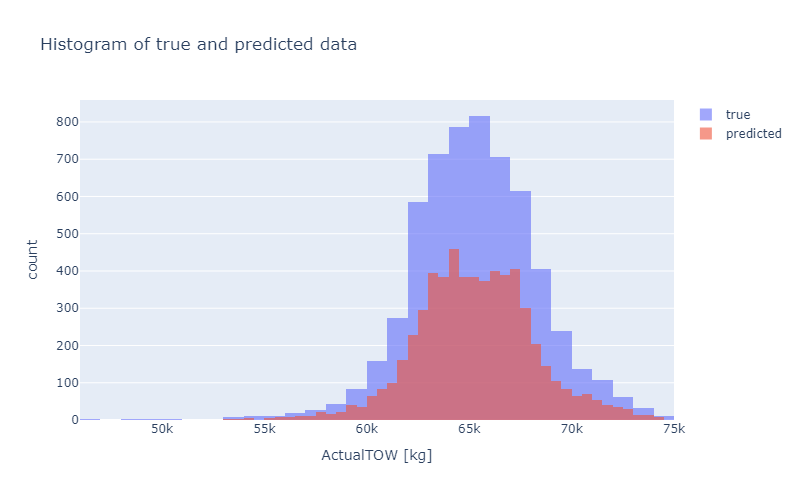 Histogram of true and predicted data
true
predicted
800
700
600
500
400
300
200
100
0
count
50k
55k
60k
65k
70k
75k
ActualTOW [kg]